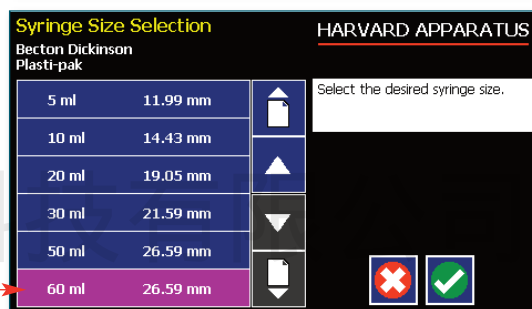 Syringe Size Selection
Becton Dickinson
Plasti-pak
HARVARD APPARATUS
Select the desired syringe size.
5 ml 11.99 mm
10 ml 14.43 mm
20 ml 19.05 mm
30 ml 21.59 mm
50 ml 26.59 mm
60 ml 26.59 mm